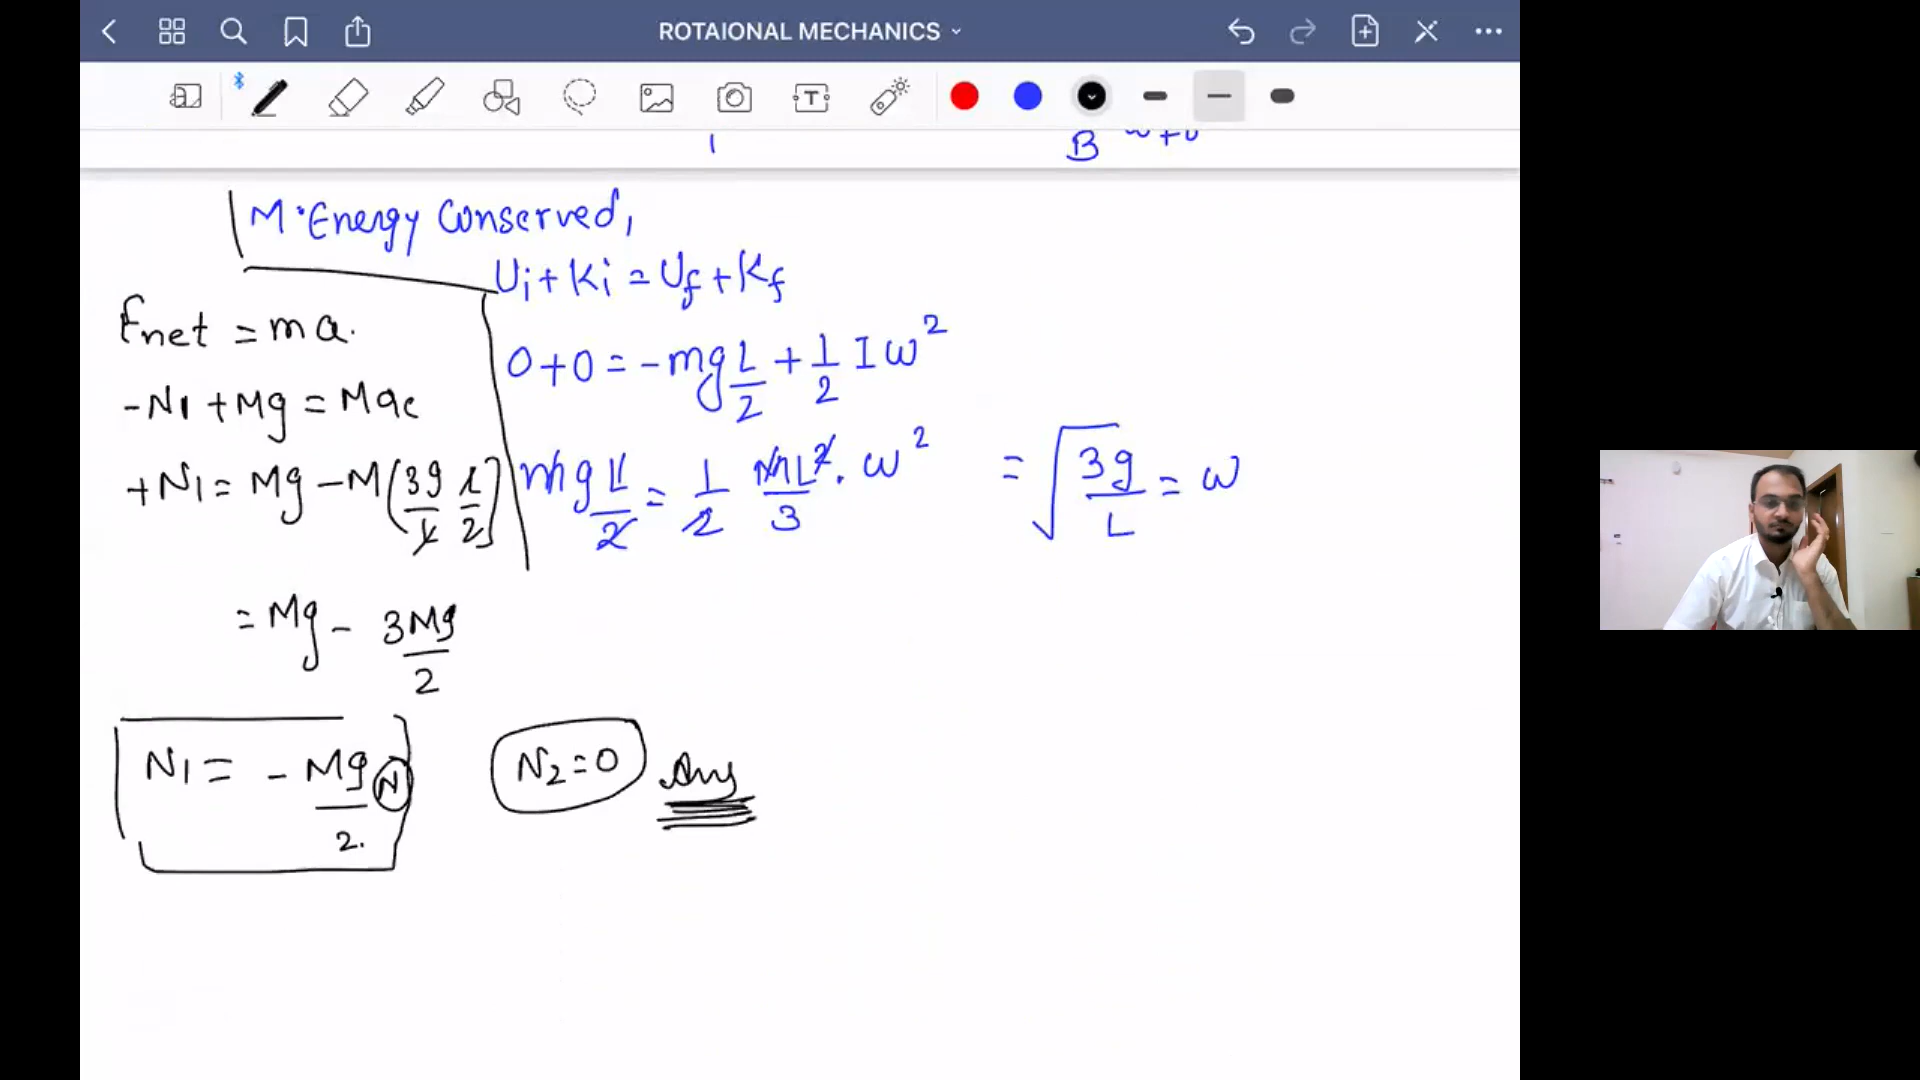 ROTAIONAL MECHANICS
B ω≠0
M·Energy Conserved,
Ui + Ki = Uf + Kf
0+0 = -mg L/2 + 1/2 I ω²
mg L/2 = 1/2 ML²/3 . ω² = √(3g/L) = ω
Fnet = ma.
-N1 + Mg = Mac
+N1 = Mg - M(3g/L L/2)
= Mg - 3Mg/2
N1 = -Mg/2. N
N2 = 0 Ans